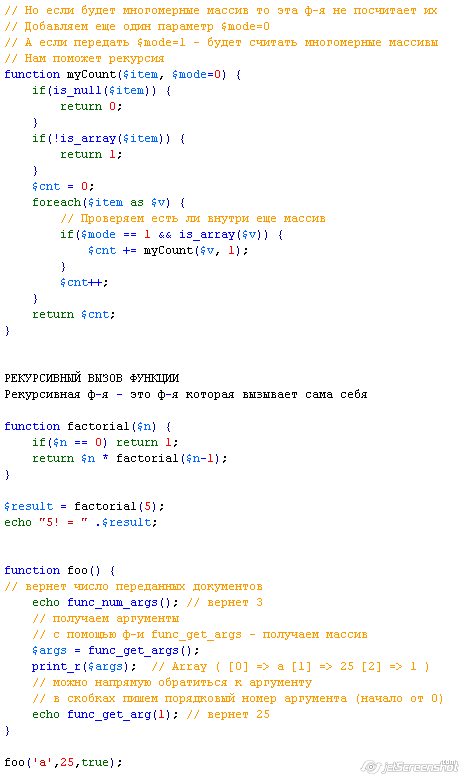 // Но если будет многомерные массив то эта ф-я не посчитает их
// Добавляем еще один параметр $mode=0
// А если передать $mode=1 - будет считать многомерные массивы
// Нам поможет рекурсия
function myCount($item, $mode=0) {
    if(is_null($item)) {
        return 0;
    }
    if(!is_array($item)) {
        return 1;
    }
    $cnt = 0;
    foreach($item as $v) {
        // Проверяем есть ли внутри еще массив
        if($mode == 1 && is_array($v)) {
            $cnt += myCount($v, 1);
        }
        $cnt++;
    }
    return $cnt;
}
РЕКУРСИВНЫЙ ВЫЗОВ ФУНКЦИИ
Рекурсивная ф-я - это ф-я которая вызывает сама себя
function factorial($n) {
    if($n == 0) return 1;
    return $n * factorial($n-1);
}
$result = factorial(5);
echo "5! = " .$result;
function foo() {
// вернет число переданных документов
    echo func_num_args(); // вернет 3
    // получаем аргументы
    // с помощью ф-и func_get_args - получаем массив
    $args = func_get_args();
    print_r($args);  // Array ( [0] => a [1] => 25 [2] => 1 )
    // можно напрямую обратиться к аргументу
    // в скобках пишем порядковый номер аргумента (начало от 0)
    echo func_get_arg(1); // вернет 25
}
foo('a',25,true);
jetScreenshot